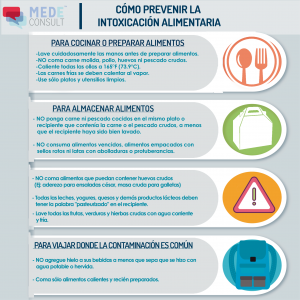 MEDE
CONSULT
CÓMO PREVENIR LA
INTOXICACIÓN ALIMENTARIA
PARA COCINAR O PREPARAR ALIMENTOS
-Lave cuidadosamente las manos antes de preparar alimentos.
-NO coma carne molida, pollo, huevos ni pescado crudos.
-Caliente todas las ollas a 165°F (73,9°C).
-Las carnes frías se deben calentar al vapor.
-Use sólo platos y utensilios limpios.
PARA ALMACENAR ALIMENTOS
- NO ponga carne ni pescado cocidos en el mismo plato o
recipiente que contenía la carne o el pescado crudos, a menos
que el recipiente haya sido bien lavado.
- NO consuma alimentos vencidos, alimentos empacados con
sellos rotos ni latas con abolladuras o protuberancias.
-NO coma alimentos que puedan contener huevos crudos
(Ej: aderezo para ensaladas césar, masa cruda para galletas)
- Todas las leches, yogures, quesos y demás productos lácteos deben
tener la palabra "pasteurizado" en el recipiente.
- Lave todas las frutas, verduras y hierbas crudas con agua corriente
y fría.
PARA VIAJAR DONDE LA CONTAMINACIÓN ES COMÚN
- NO agregue hielo a sus bebidas a menos que sepa que se hizo con
agua potable o hervida.
- Coma sólo alimentos calientes y recién preparados.